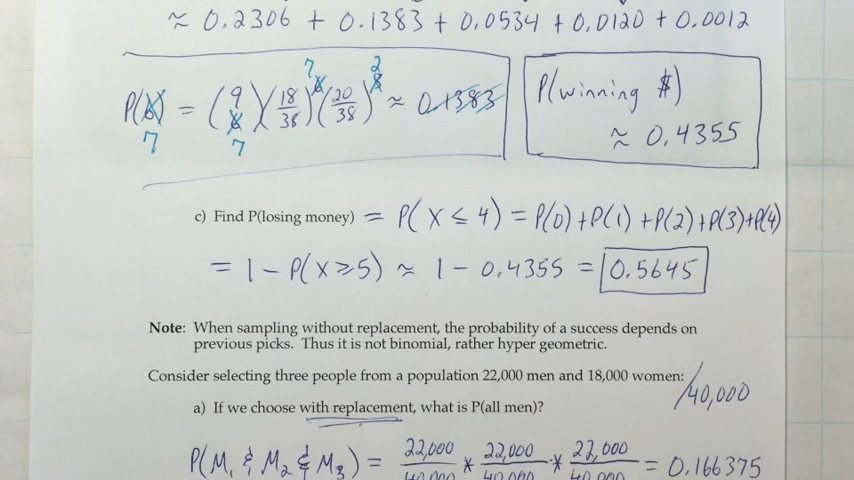 ≈ 0.2306 + 0.1383 + 0.0534 + 0.0120 + 0.0012
P(6) = (9 6)(18/38)^6 (20/38)^8 ≈ 0.1383
7 7 7 2
P(winning $)
≈ 0.4355
c) Find P(losing money) = P(X ≤ 4) = P(0) + P(1) + P(2) + P(3) + P(4)
= 1 - P(X ≥ 5) ≈ 1 - 0.4355 = 0.5645
Note: When sampling without replacement, the probability of a success depends on
previous picks. Thus it is not binomial, rather hyper geometric.
Consider selecting three people from a population 22,000 men and 18,000 women:
/40,000
a) If we choose with replacement, what is P(all men)?
P(M₁ & M₂ & M₃) = 22,000/40,000 * 22,000/40,000 * 22,000/40,000 = 0.166375